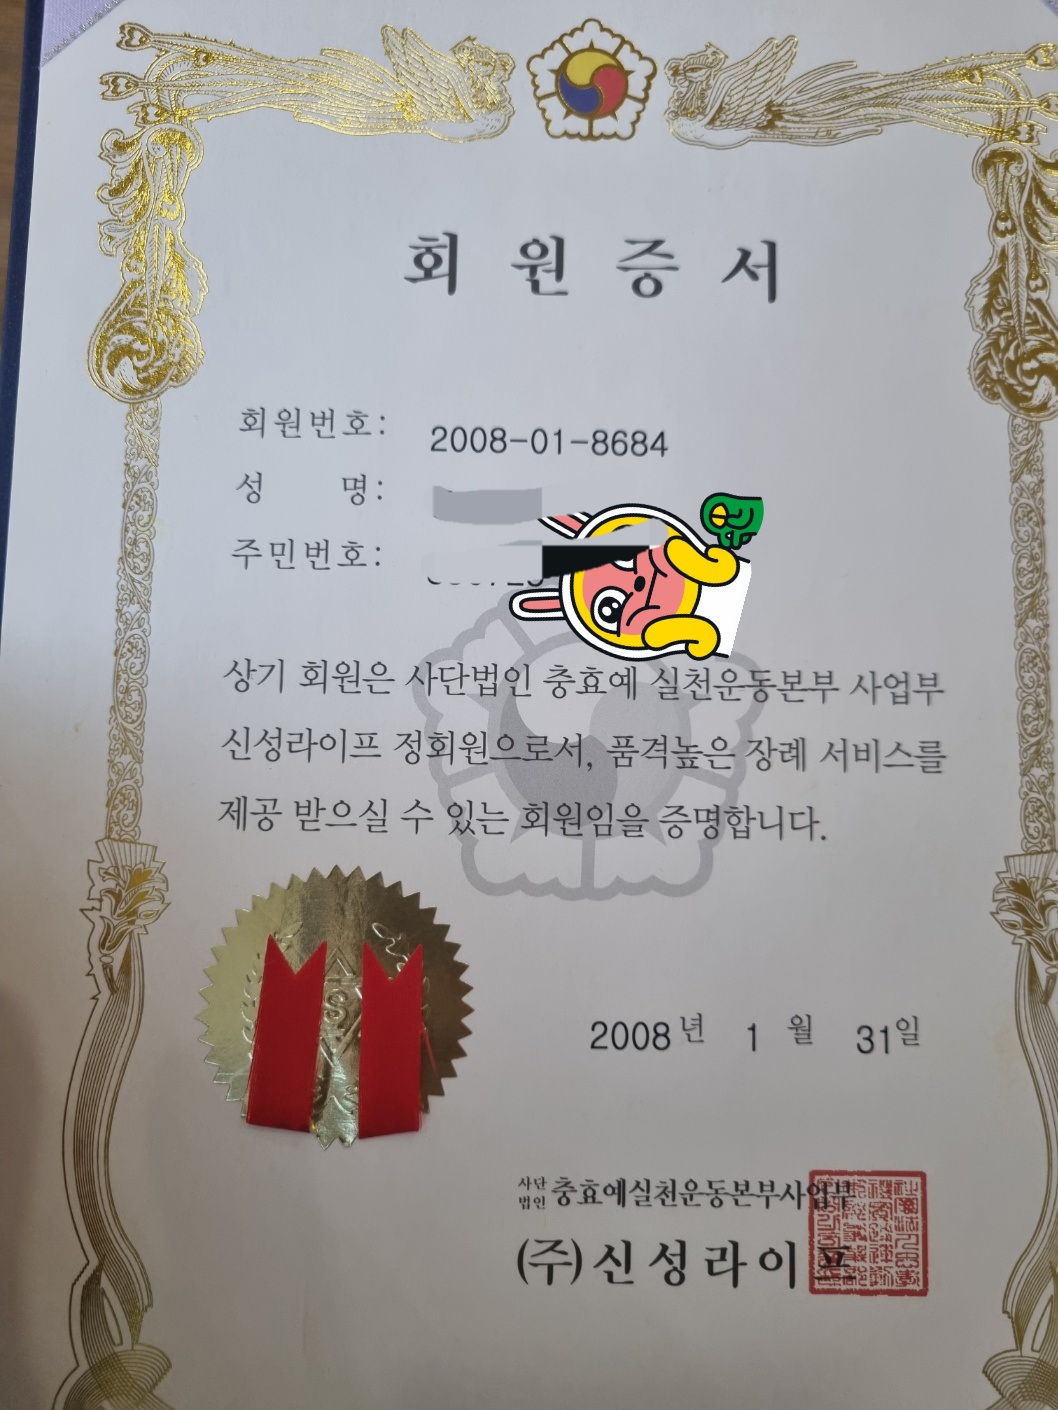 회원증서
회원번호: 2008-01-8684
성 명:
주민번호:
상기 회원은 사단법인 충효예 실천운동본부 사업부
신성라이프 정회원으로서, 품격높은 장례 서비스를
제공 받으실 수 있는 회원임을 증명합니다.
2008년 1월 31일
사단법인 충효예실천운동본부사업부
(주)신성라이프